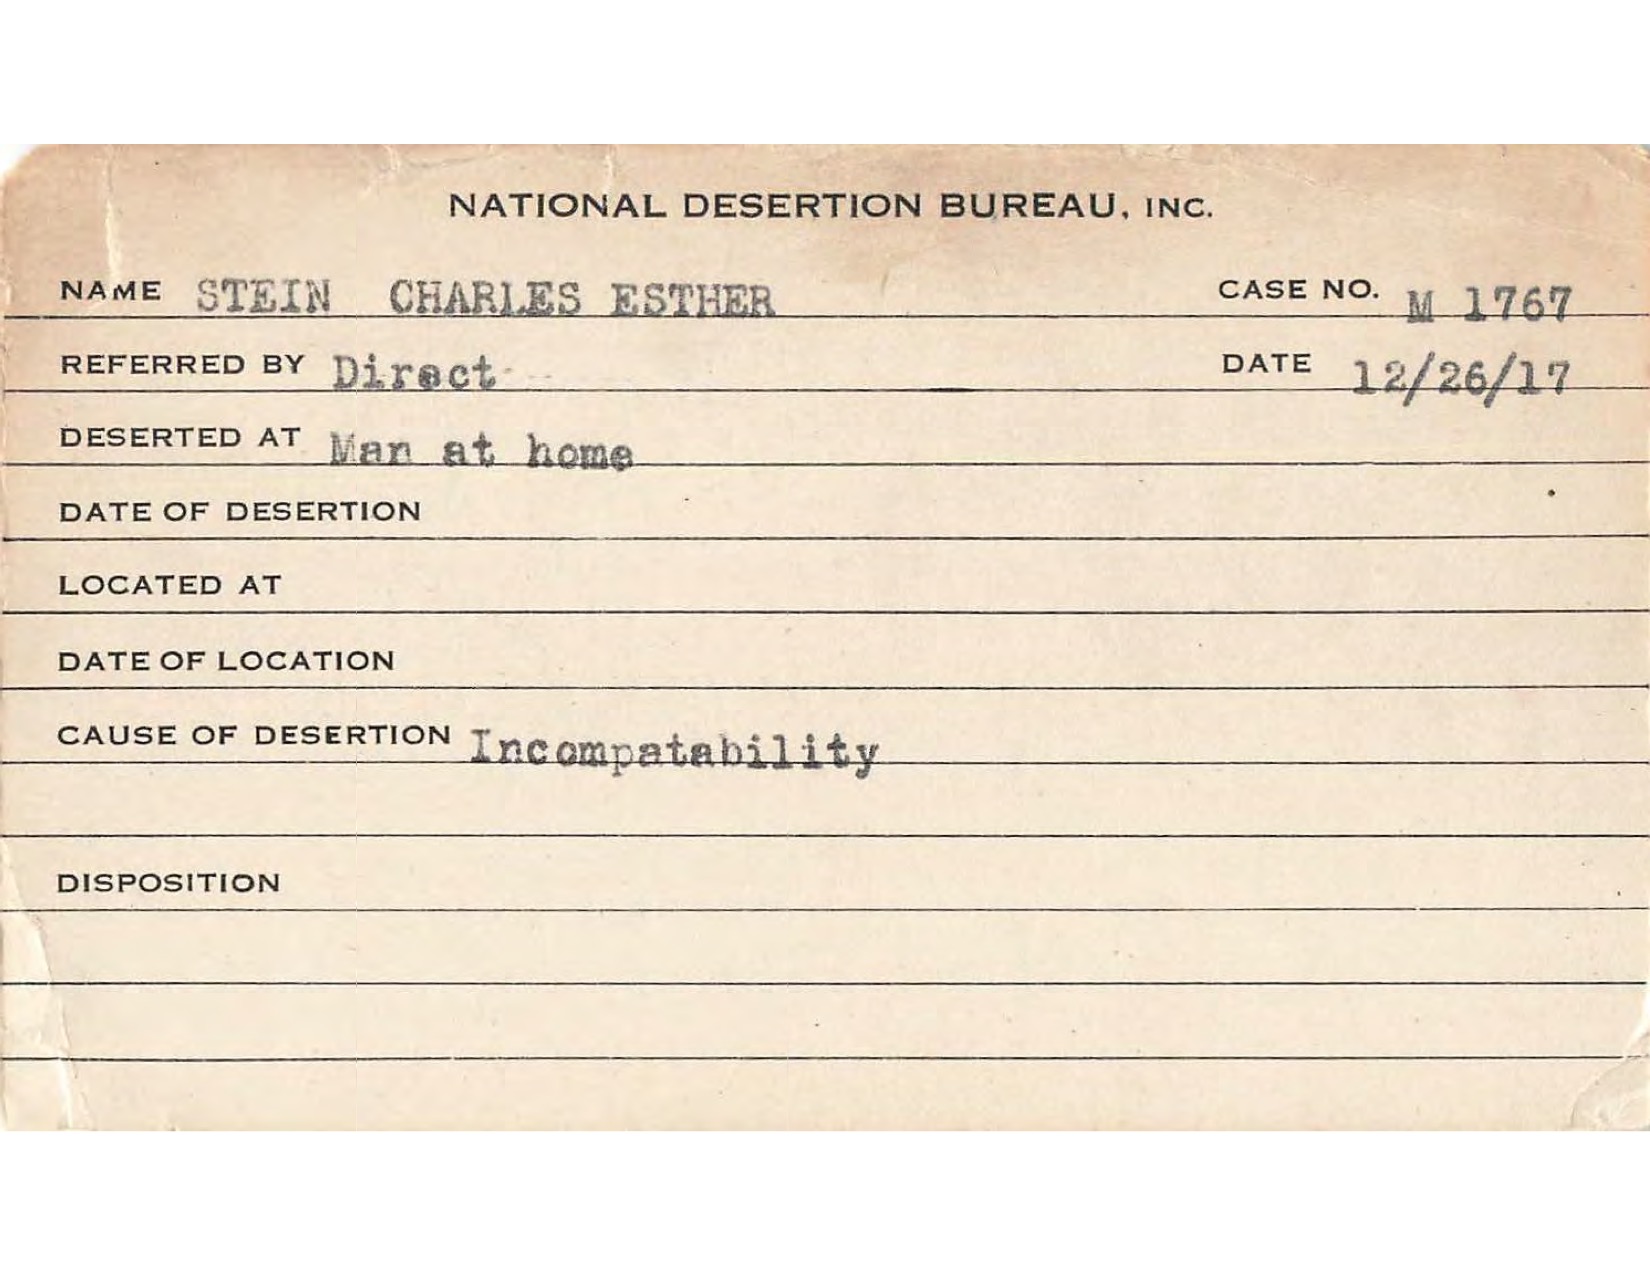 NATIONAL DESERTION BUREAU, INC.
NAME STEIN CHARLES ESTHER CASE NO. M 1767
REFERRED BY Direct DATE 12/26/17
DESERTED AT Man at home
DATE OF DESERTION
LOCATED AT
DATE OF LOCATION
CAUSE OF DESERTION Incompatability
DISPOSITION